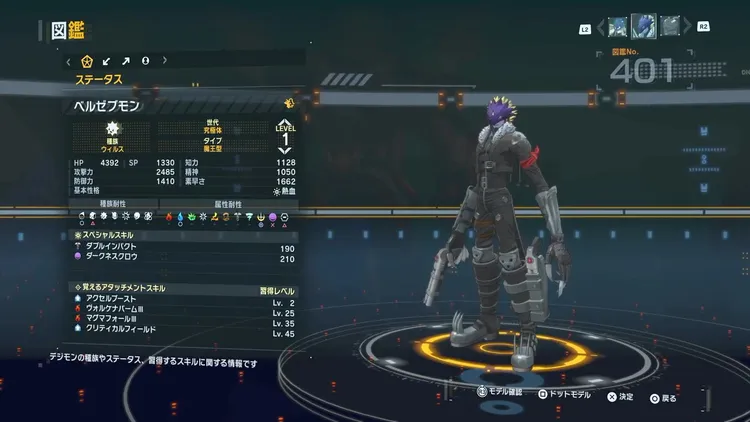 図鑑
L2
R2
図鑑No.
401
ステータス
ベルゼブモン
種族
ウイルス
世代
究極体
タイプ
魔王型
LEVEL
1
HP 4392 SP 1330 知力 1128
攻撃力 2485 精神 1050
防御力 1410 素早さ 1662
基本性格 熱血
種族耐性 属性耐性
スペシャルスキル
ダブルインパクト 190
ダークネスクロウ 210
覚えるアタッチメントスキル 習得レベル
アクセルブースト Lv. 2
ヴォルケナパームIII Lv. 25
マグマフォールIII Lv. 35
クリティカルフィールド Lv. 45
デジモンの種族やステータス、習得するスキルに関する情報です
モデル確認
ドットモデル
決定
戻る